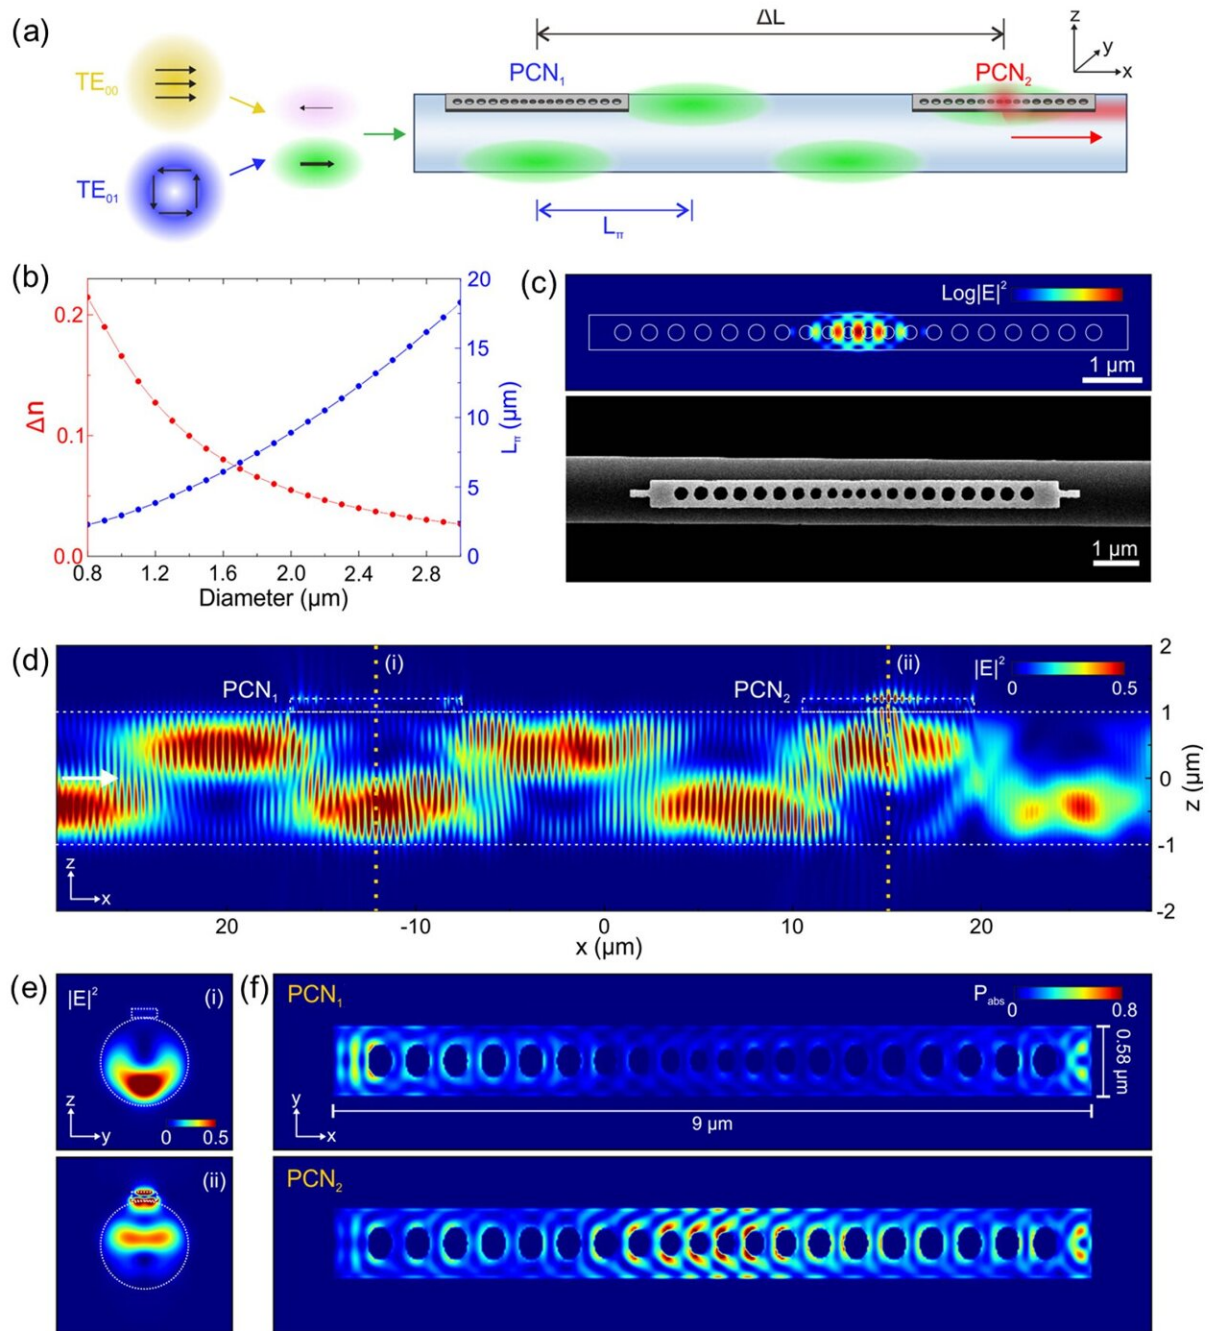 (a)
TE₀₀
TE₀₁
ΔL
PCN₁
PCN₂
z
y
x
Lπ
(b)
Δn
0.2
0.1
0.0
20
15
10
5
0
Lπ (µm)
0.8 1.2 1.6 2.0 2.4 2.8
Diameter (µm)
(c)
Log|E|²
1 µm
1 µm
(d)
(i)
(ii)
PCN₁
PCN₂
|E|²
0 0.5
2
1
0
-1
-2
z (µm)
z
x
20 -10 0 10 20
x (µm)
(e)
|E|²
(i)
z
y
0 0.5
(ii)
(f)
PCN₁
Pabs
0 0.8
0.58 µm
y
x
9 µm
PCN₂